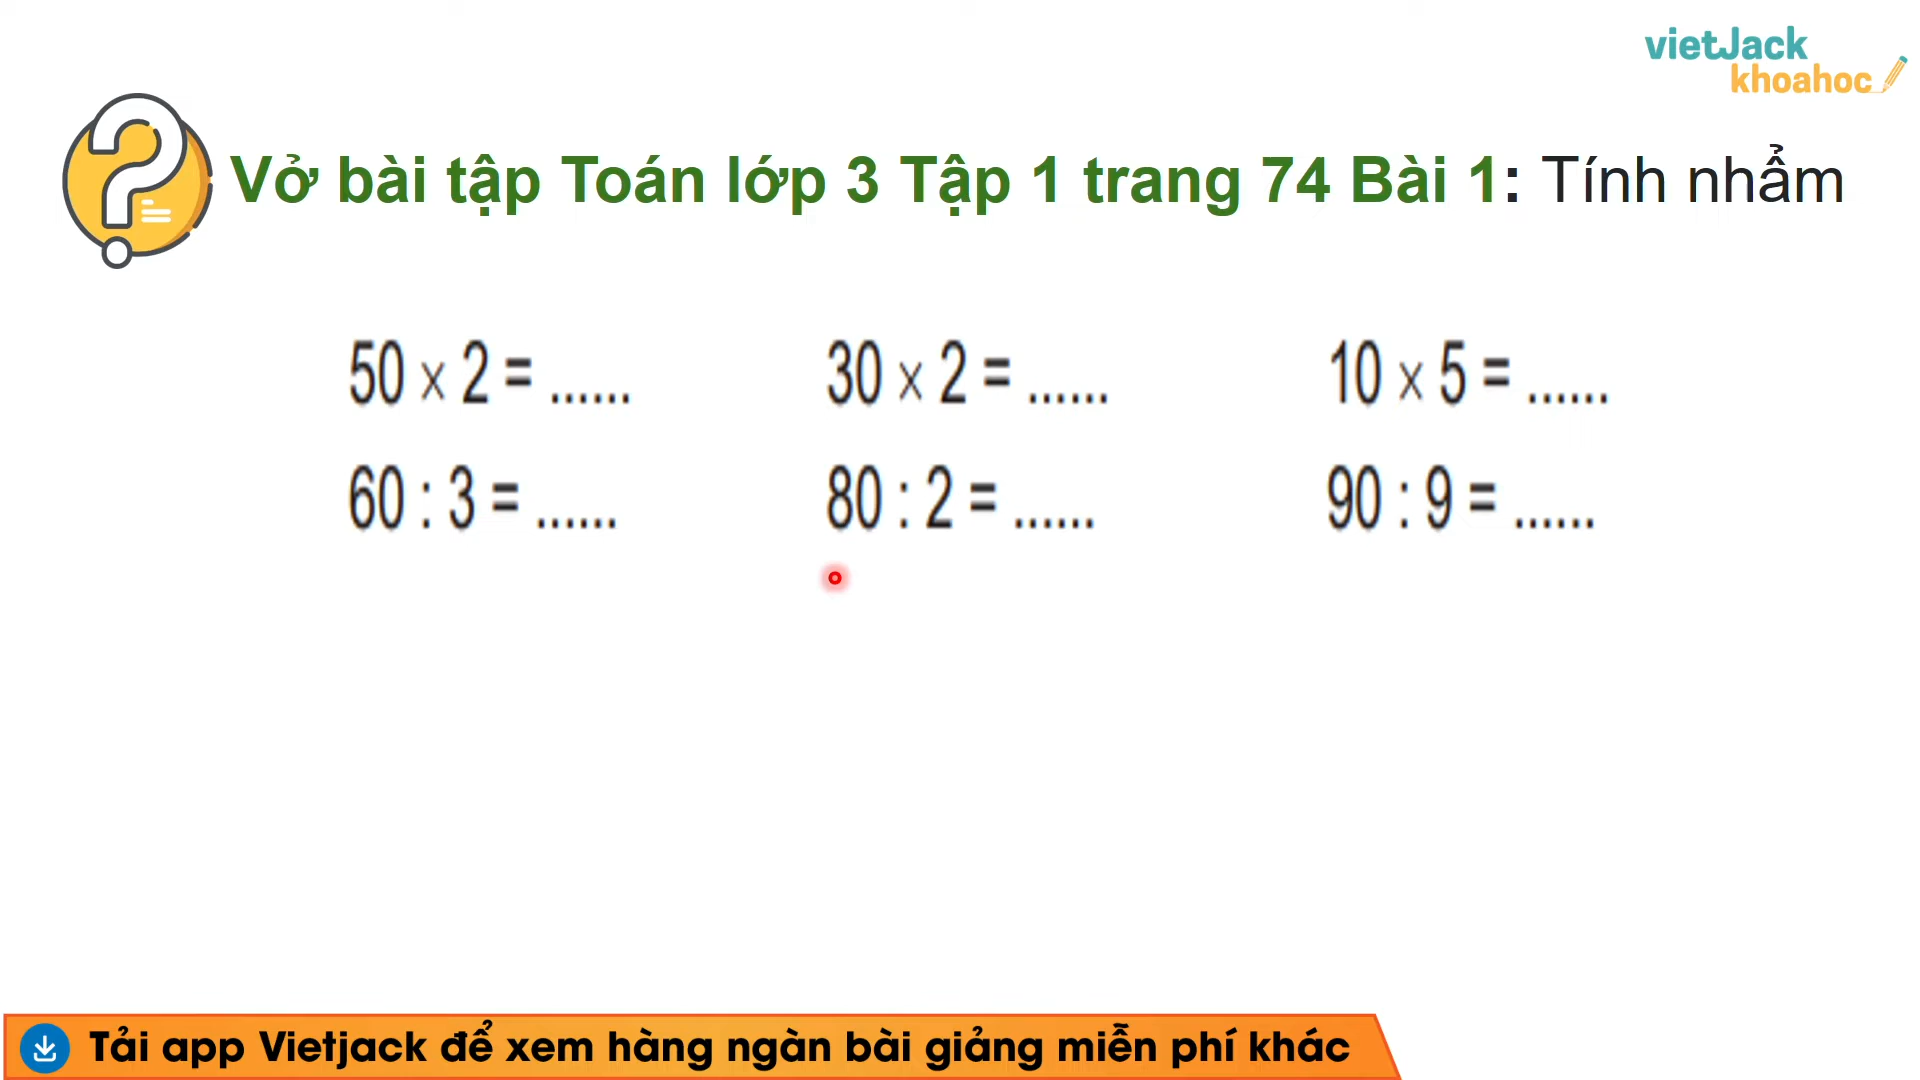 vietJack
khoahoc
Vở bài tập Toán lớp 3 Tập 1 trang 74 Bài 1: Tính nhẩm
50 × 2 = ...... 30 × 2 = ...... 10 × 5 = ......
60 : 3 = ...... 80 : 2 = ...... 90 : 9 = ......
Tải app Vietjack để xem hàng ngàn bài giảng miễn phí khác